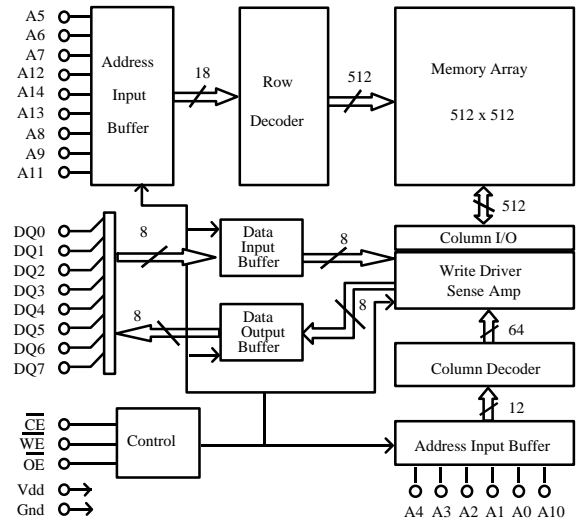 A5
A6
A7
A12
A14
A13
A8
A9
A11
Address
Input
Buffer
18
Row
Decoder
512
Memory Array
512 x 512
512
DQ0
DQ1
DQ2
DQ3
DQ4
DQ5
DQ6
DQ7
8
Data
Input
Buffer
8
Column I/O
Write Driver
Sense Amp
8
Data
Output
Buffer
8
64
Column Decoder
12
CE
WE
OE
Control
Address Input Buffer
Vdd
Gnd
A4 A3 A2 A1 A0 A10